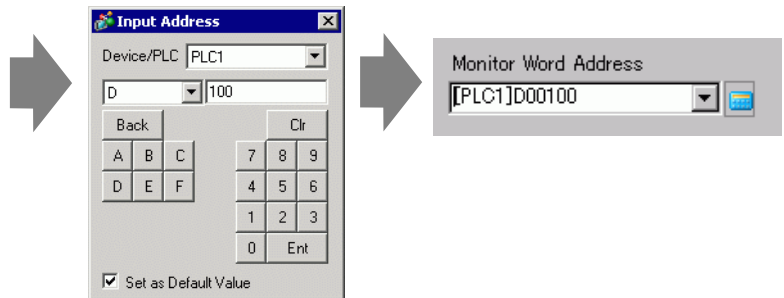 Input Address
Device/PLC PLC1
D 100
Back Clr
A B C 7 8 9
D E F 4 5 6
1 2 3
0 Ent
Set as Default Value
Monitor Word Address
[PLC1]D00100